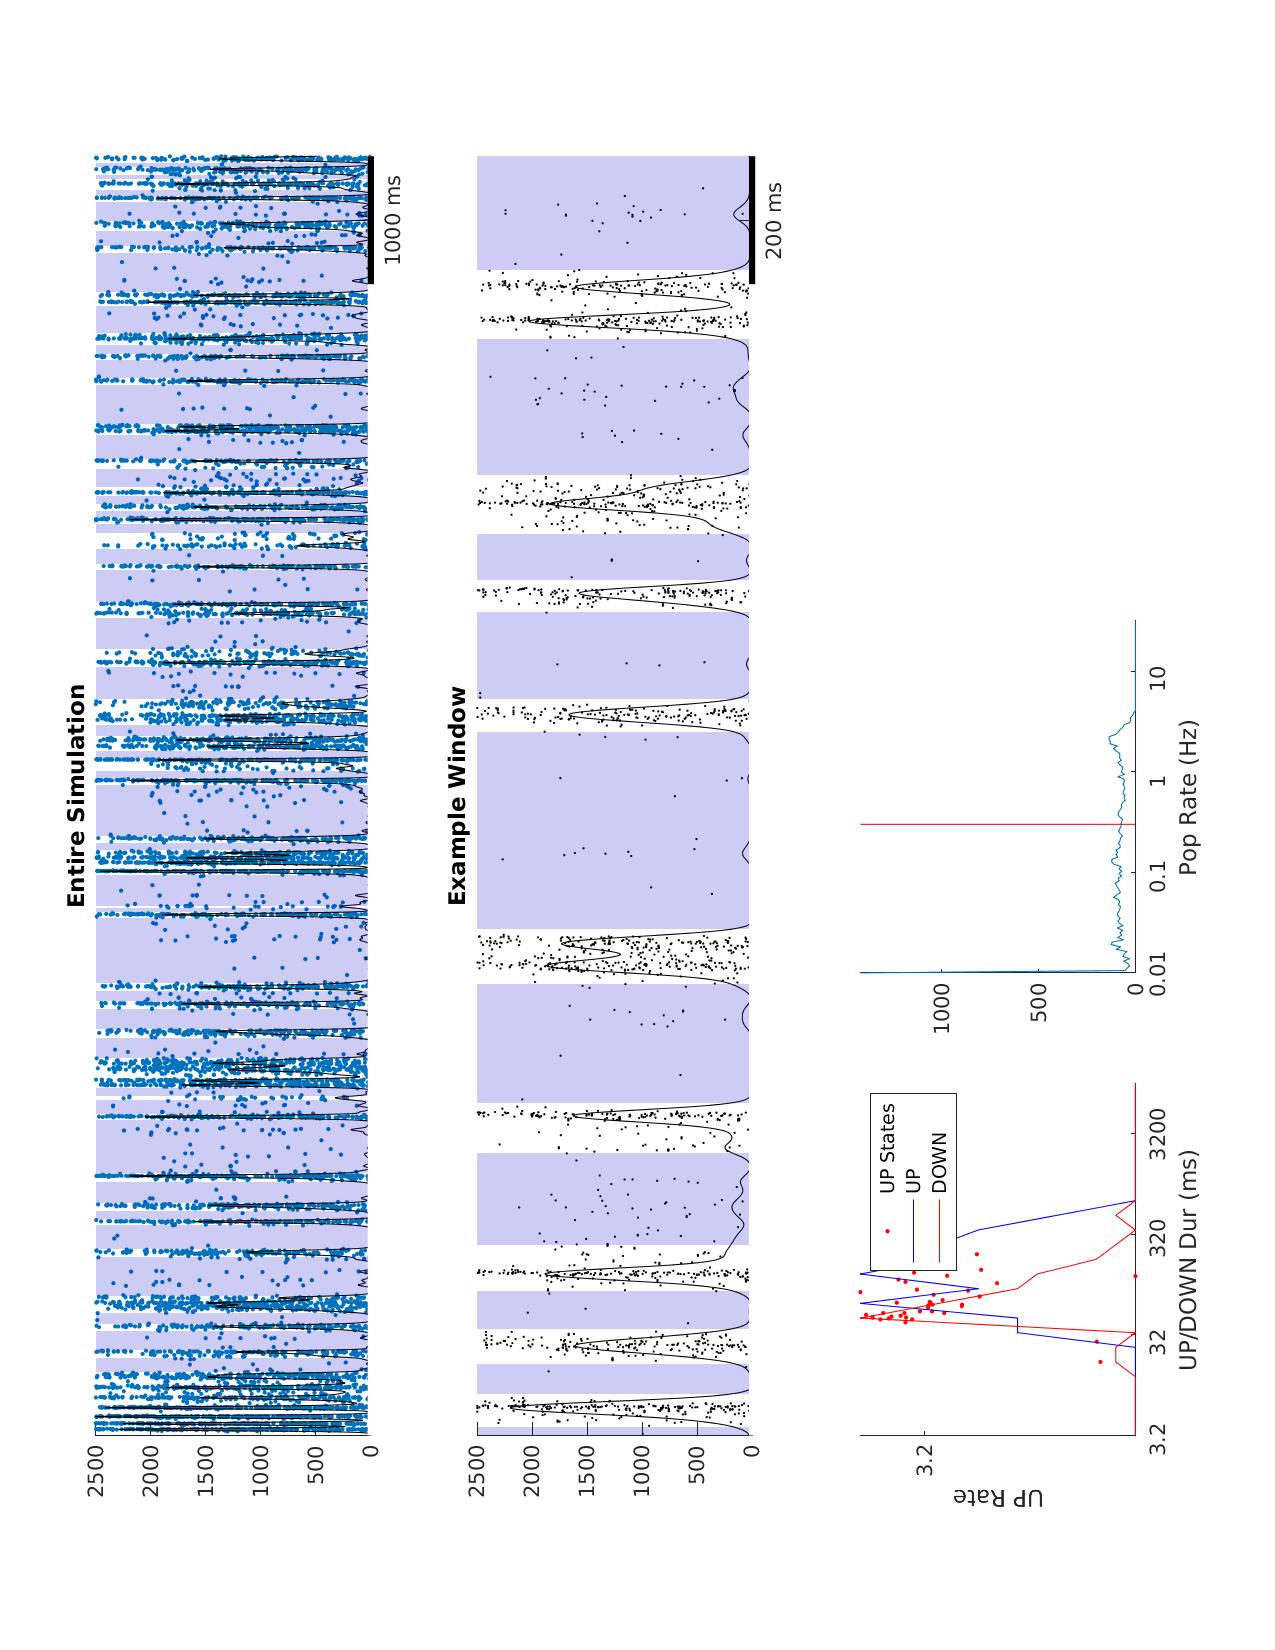 Entire Simulation
2500
2000
1500
1000
500
0
1000 ms
Example Window
2500
2000
1500
1000
500
0
200 ms
UP Rate
3.2
UP States
UP
DOWN
3.2 32 320 3200
UP/DOWN Dur (ms)
1000
500
0
0.01 0.1 1 10
Pop Rate (Hz)